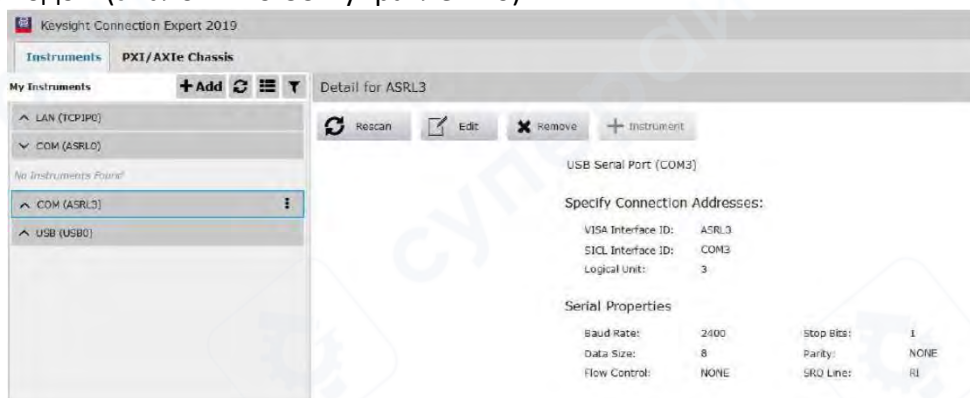 Keysight Connection Expert 2019
Instruments PXI/AXIe Chassis
My Instruments + Add Detail for ASRL3
LAN (TCPIP0)
Rescan Edit Remove Instrument
COM (ASRL0)
No Instruments Found!
USB Serial Port (COM3)
COM (ASRL3)
Specify Connection Addresses:
USB (USB0)
VISA Interface ID: ASRL3
SICL Interface ID: COM3
Logical Unit: 3
Serial Properties
Baud Rate: 2400 Stop Bits: 1
Data Size: 8 Parity: NONE
Flow Control: NONE SRQ Line: RI